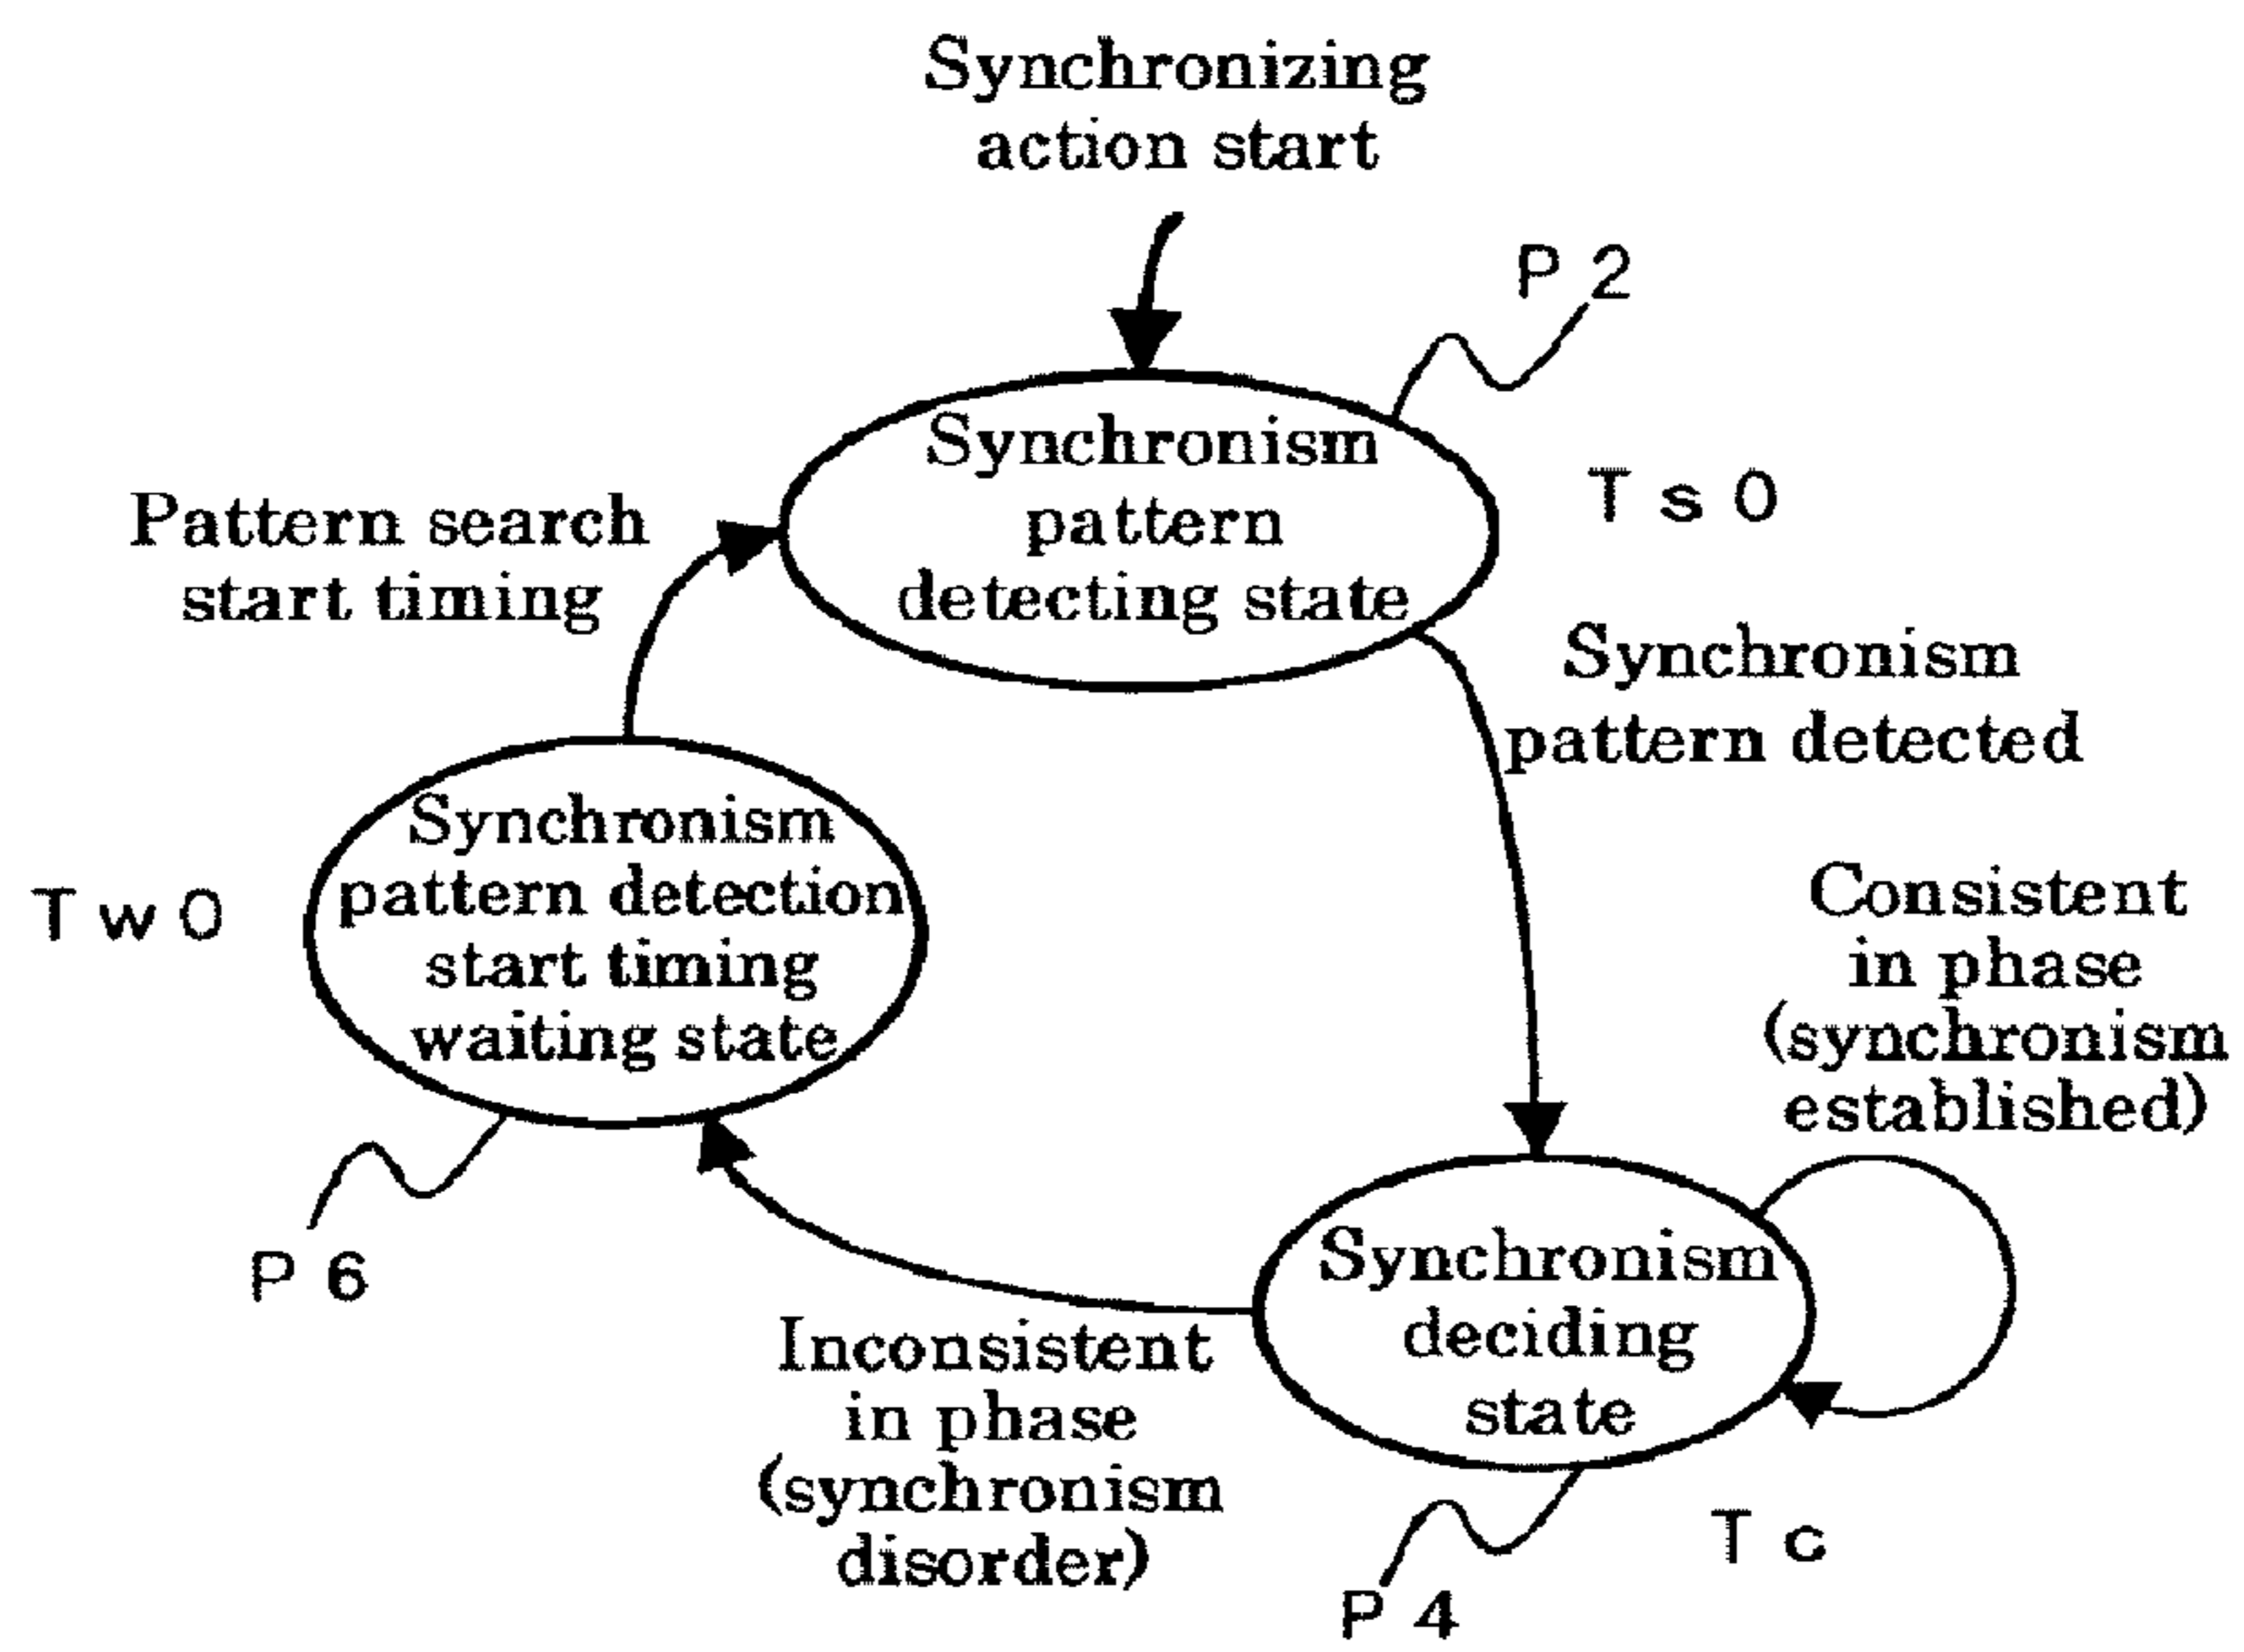 Synchronizing
action start
P 2
Synchronism
pattern
detecting state
T s 0
Pattern search
start timing
Synchronism
pattern detected
Synchronism
pattern detection
start timing
waiting state
T w 0
Consistent
in phase
(synchronism
established)
P 6
Synchronism
deciding
state
Inconsistent
in phase
(synchronism
disorder)
T c
P 4